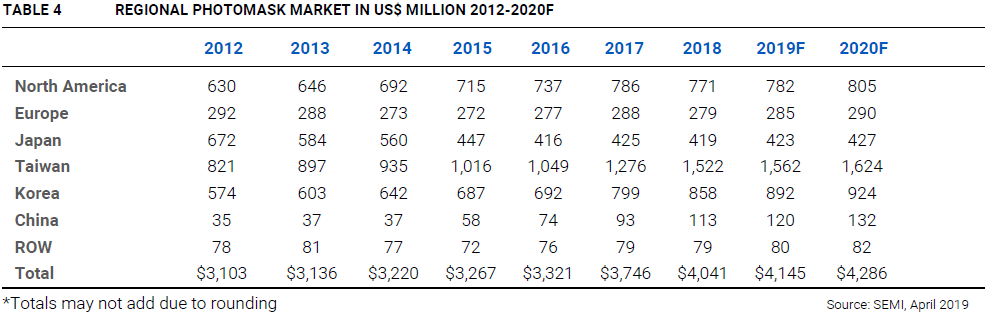 TABLE 4 REGIONAL PHOTOMASK MARKET IN US$ MILLION 2012-2020F
2012 2013 2014 2015 2016 2017 2018 2019F 2020F
North America 630 646 692 715 737 786 771 782 805
Europe 292 288 273 272 277 288 279 285 290
Japan 672 584 560 447 416 425 419 423 427
Taiwan 821 897 935 1,016 1,049 1,276 1,522 1,562 1,624
Korea 574 603 642 687 692 799 858 892 924
China 35 37 37 58 74 93 113 120 132
ROW 78 81 77 72 76 79 79 80 82
Total $3,103 $3,136 $3,220 $3,267 $3,321 $3,746 $4,041 $4,145 $4,286
*Totals may not add due to rounding Source: SEMI, April 2019